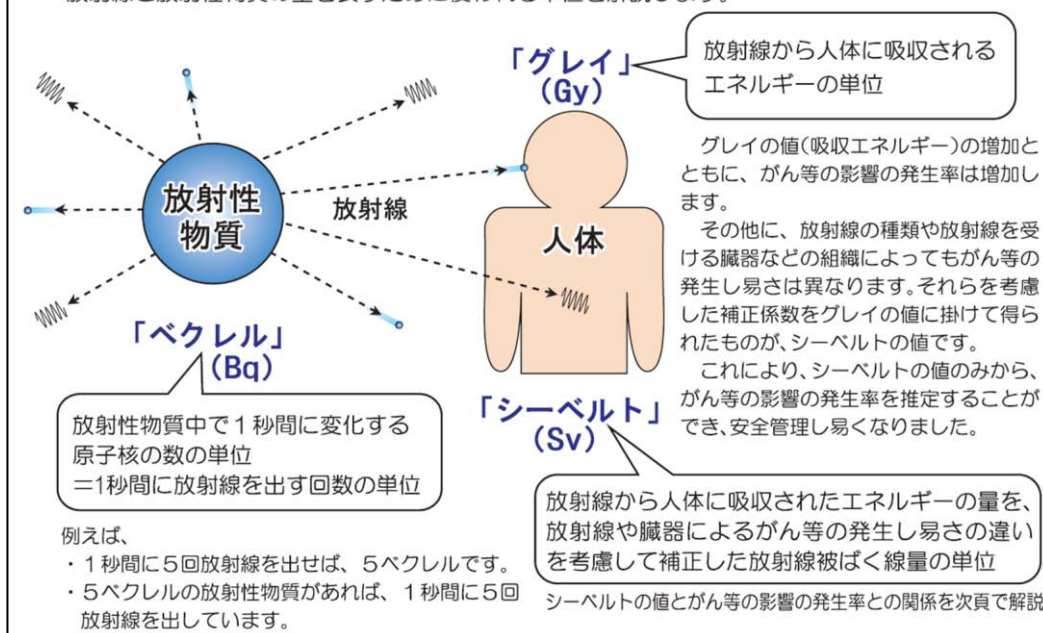 「グレイ」
(Gy)
放射線から人体に吸収される
エネルギーの単位
放射性
物質
放射線
人体
グレイの値(吸収エネルギー)の増加と
ともに、がん等の影響の発生率は増加し
ます。
その他に、放射線の種類や放射線を受
ける臓器などの組織によってもがん等の
発生し易さは異なります。それらを考慮
した補正係数をグレイの値に掛けて得ら
れたものが、シーベルトの値です。
これにより、シーベルトの値のみから、
がん等の影響の発生率を推定することが
でき、安全管理し易くなりました。
「ベクレル」
(Bq)
放射性物質中で1秒間に変化する
原子核の数の単位
=1秒間に放射線を出す回数の単位
例えば、
・1秒間に5回放射線を出せば、5ベクレルです。
・5ベクレルの放射性物質があれば、1秒間に5回
放射線を出しています。
「シーベルト」
(Sv)
放射線から人体に吸収されたエネルギーの量を、
放射線や臓器によるがん等の発生し易さの違い
を考慮して補正した放射線被ばく線量の単位
シーベルトの値とがん等の影響の発生率との関係を次頁で解説